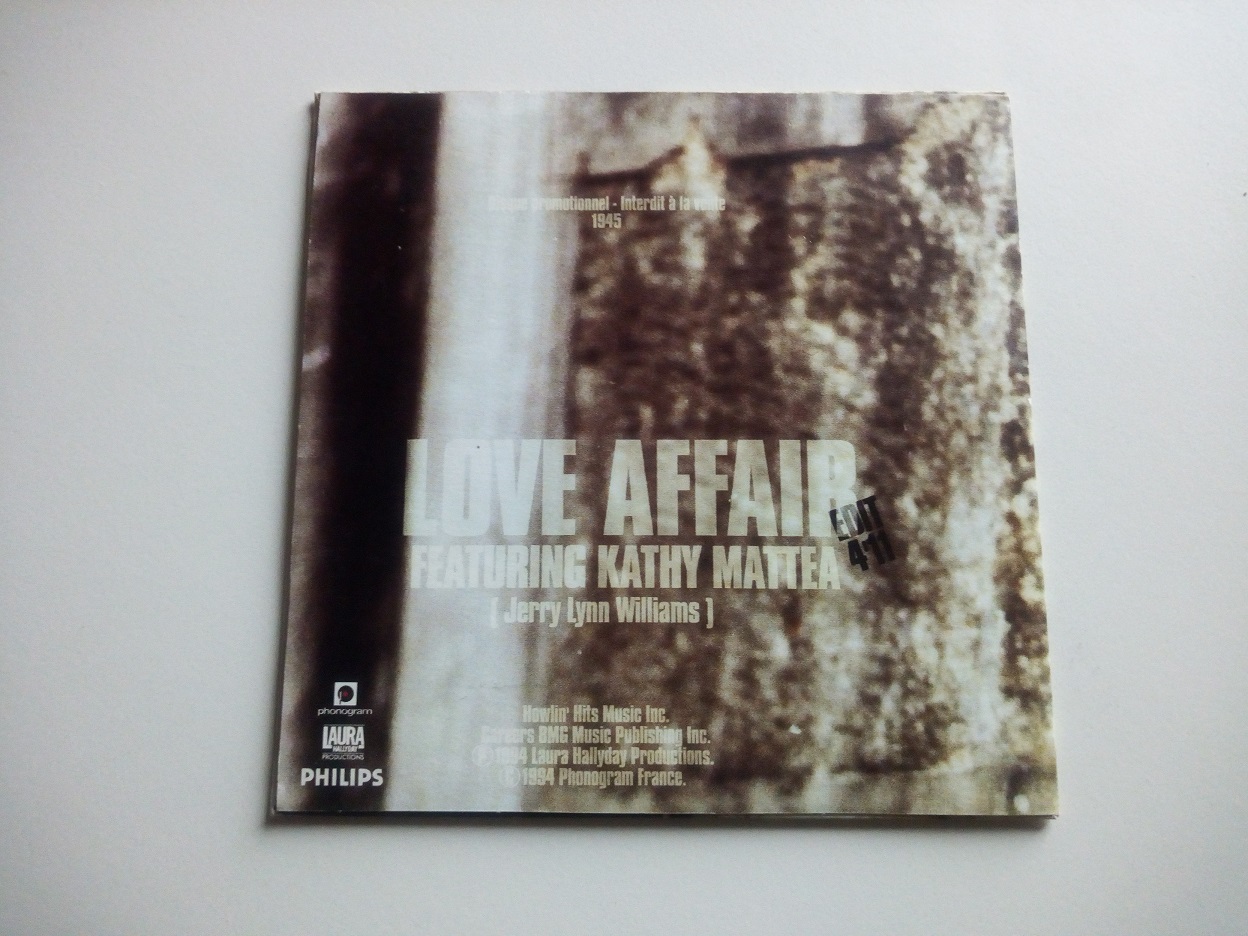 Disque promotionnel - Interdit à la vente
1945
LOVE AFFAIR
EDIT
4'11
FEATURING KATHY MATTEA
( Jerry Lynn Williams )
phonogram
LAURA
HALLYDAY
PRODUCTIONS
PHILIPS
Howlin' Hits Music Inc.
Careers BMG Music Publishing Inc.
Ⓟ 1994 Laura Hallyday Productions.
© 1994 Phonogram France.